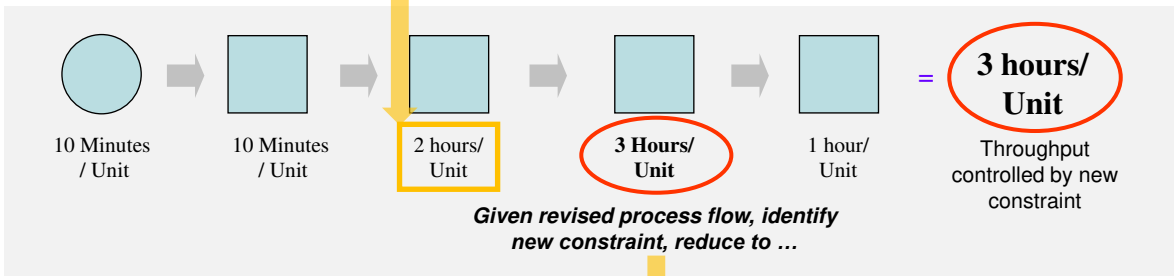 10 Minutes
/ Unit
10 Minutes
/ Unit
2 hours/
Unit
3 Hours/
Unit
1 hour/
Unit
=
3 hours/
Unit
Throughput
controlled by new
constraint
Given revised process flow, identify
new constraint, reduce to …